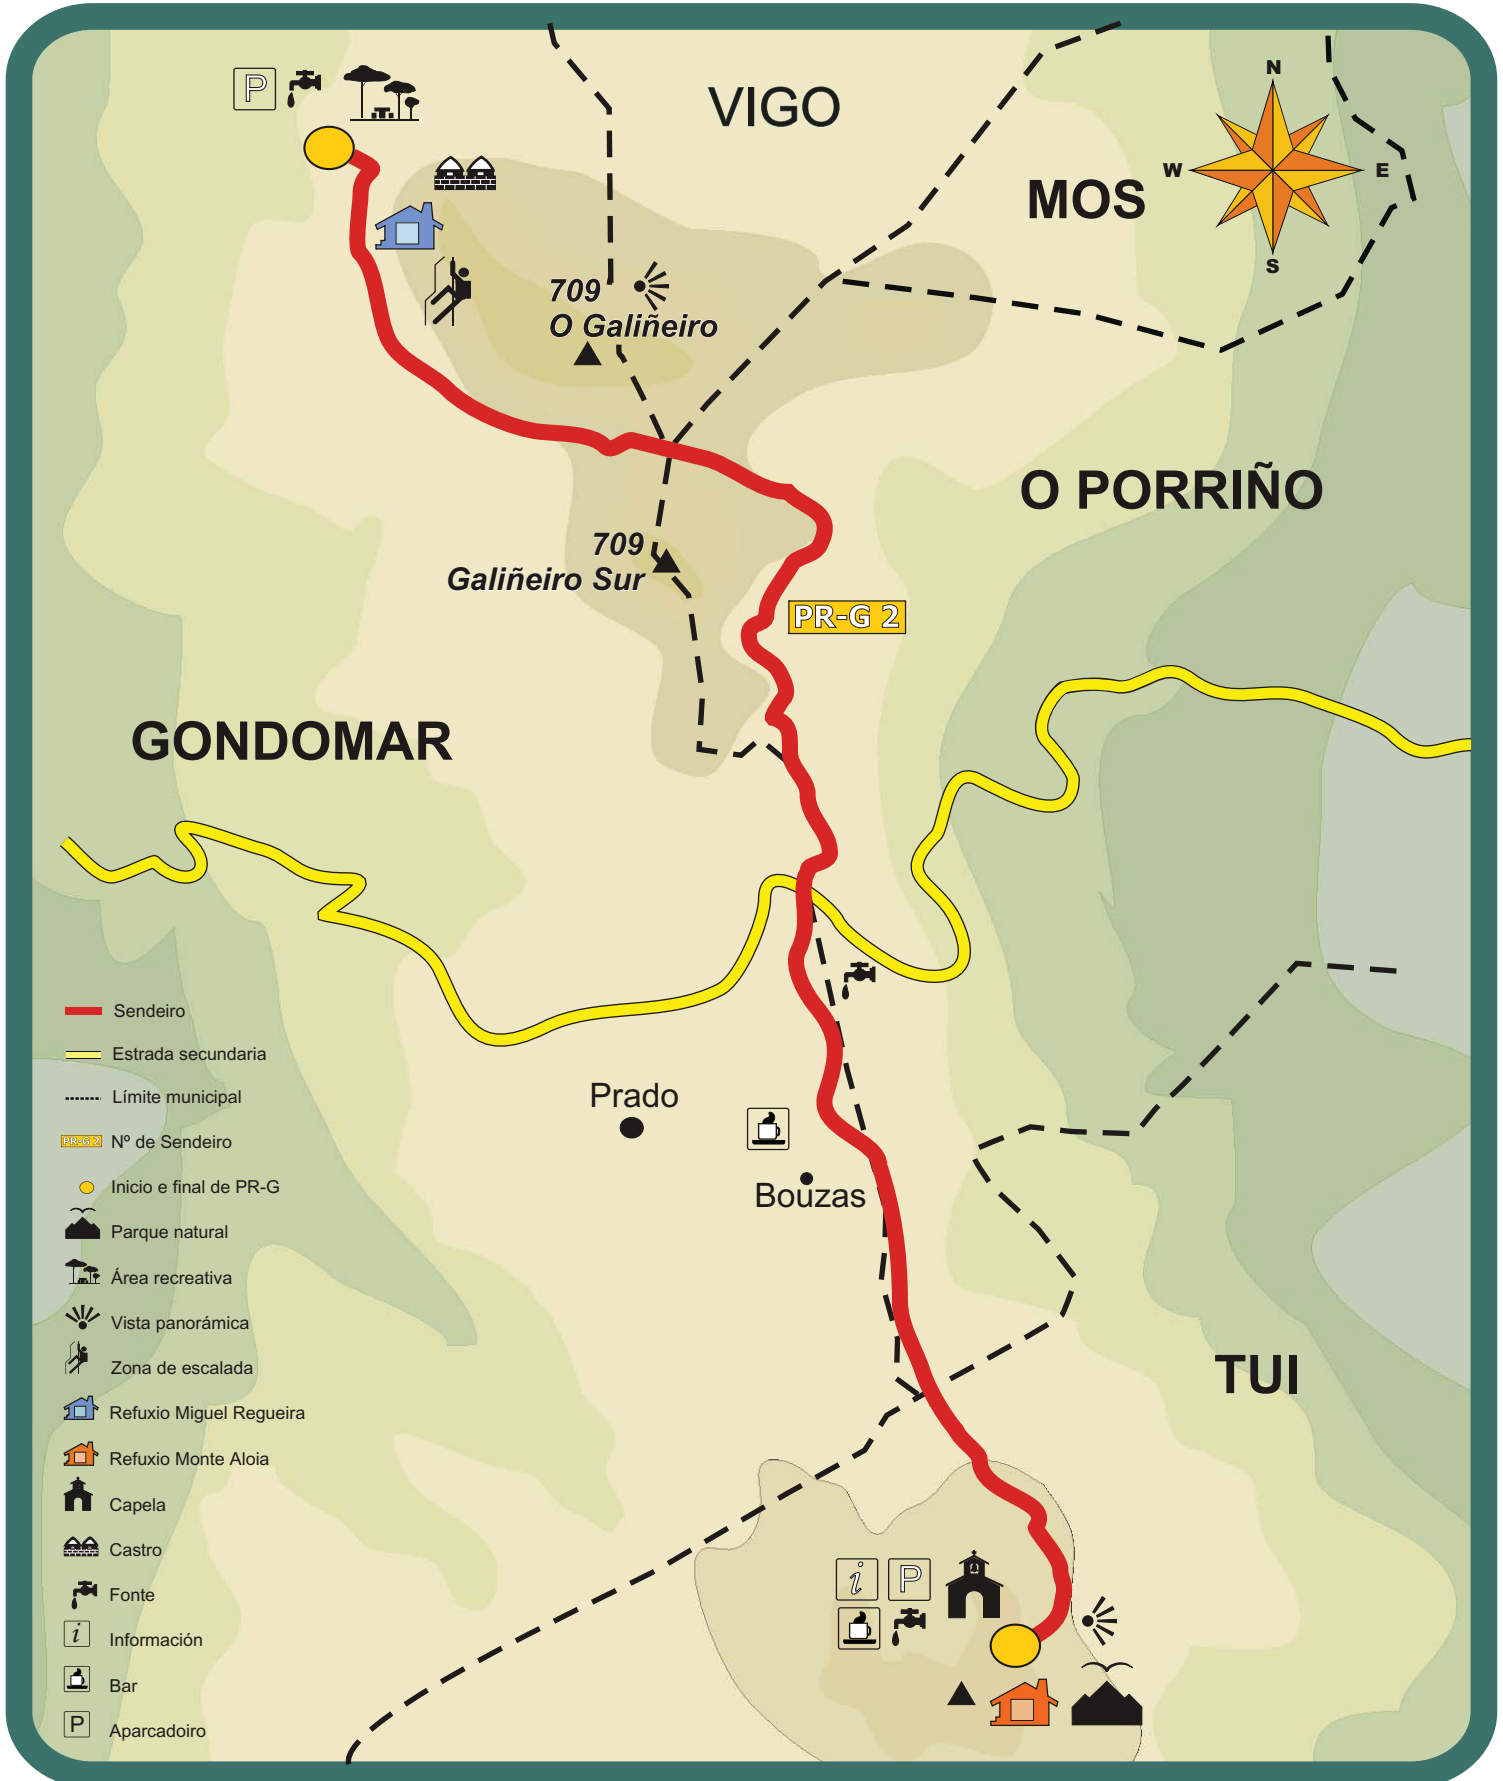 P
VIGO
N
W
E
S
MOS
709
O Galiñeiro
O PORRIÑO
709
Galiñeiro Sur
PR-G 2
GONDOMAR
Prado
Bouzas
TUI
i P
Sendeiro
Estrada secundaria
Límite municipal
PR-G 2 Nº de Sendeiro
Inicio e final de PR-G
Parque natural
Área recreativa
Vista panorámica
Zona de escalada
Refuxio Miguel Regueira
Refuxio Monte Aloia
Capela
Castro
Fonte
i Información
Bar
P Aparcadoiro